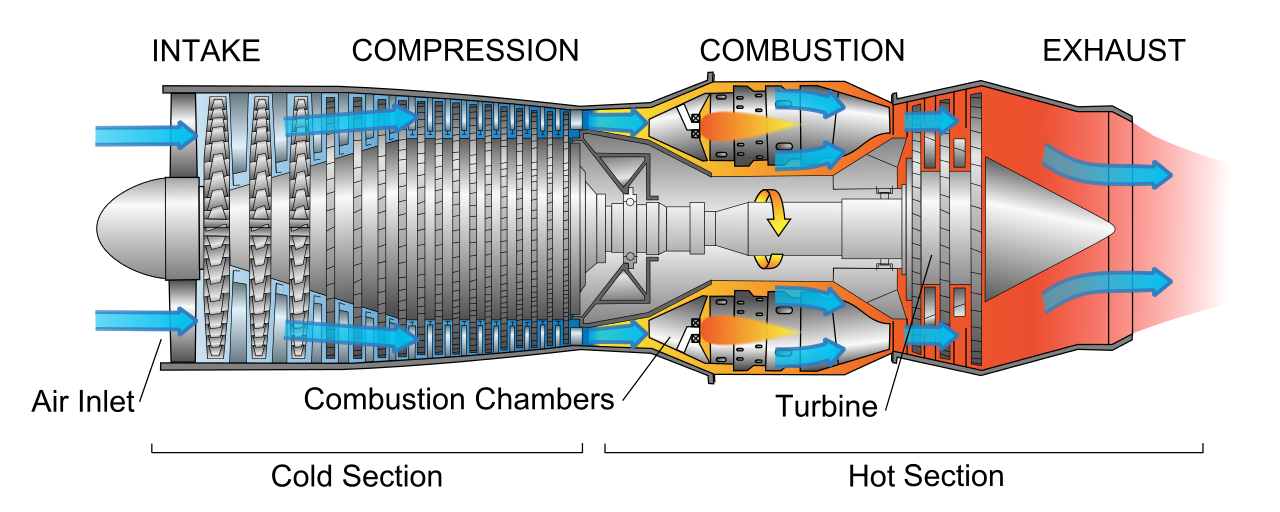 INTAKE
COMPRESSION
COMBUSTION
EXHAUST
Air Inlet
Combustion Chambers
Turbine
Cold Section
Hot Section